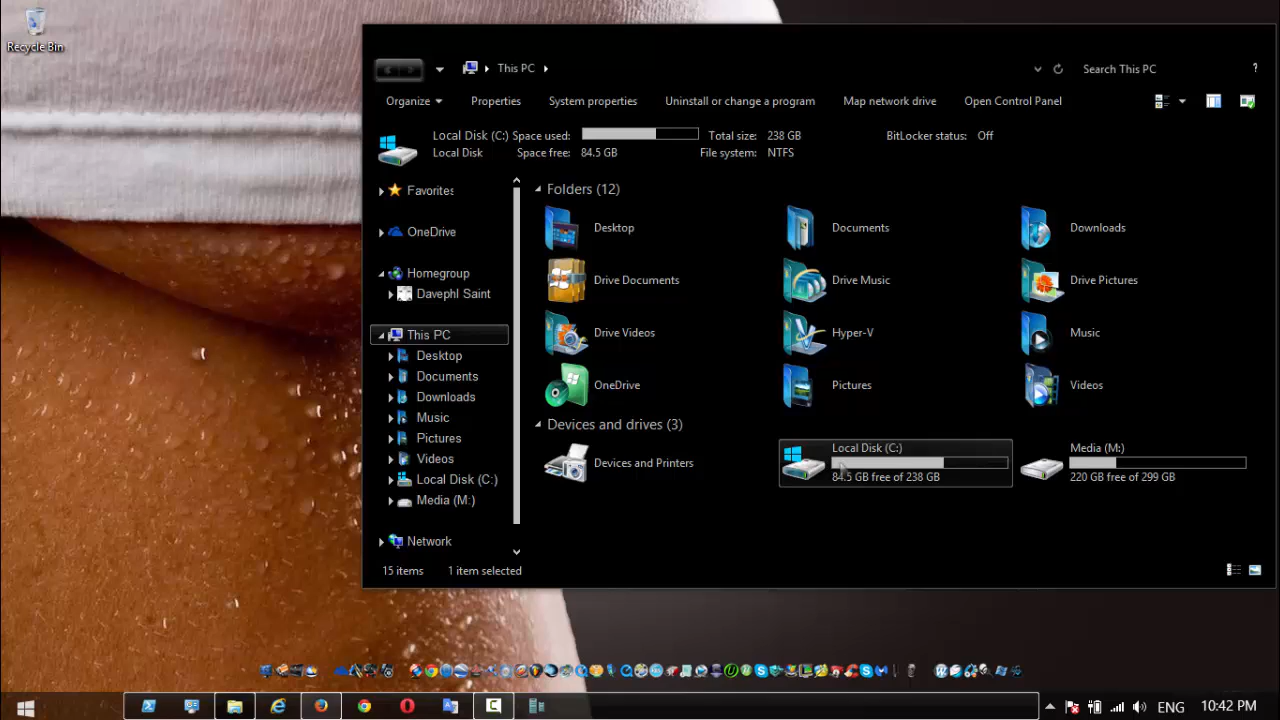 Recycle Bin
This PC
Search This PC
?
Organize
Properties
System properties
Uninstall or change a program
Map network drive
Open Control Panel
Local Disk (C:) Space used:
Total size: 238 GB
BitLocker status: Off
Local Disk
Space free: 84.5 GB
File system: NTFS
Favorites
OneDrive
Homegroup
Davephl Saint
This PC
Desktop
Documents
Downloads
Music
Pictures
Videos
Local Disk (C:)
Media (M:)
Network
Folders (12)
Desktop
Documents
Downloads
Drive Documents
Drive Music
Drive Pictures
Drive Videos
Hyper-V
Music
OneDrive
Pictures
Videos
Devices and drives (3)
Devices and Printers
Local Disk (C:)
84.5 GB free of 238 GB
Media (M:)
220 GB free of 299 GB
15 items
1 item selected
ENG
10:42 PM